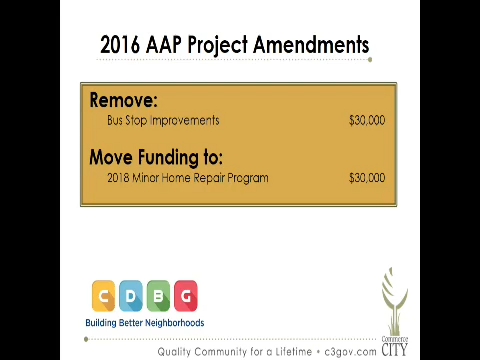 2016 AAP Project Amendments
Remove:
Bus Stop Improvements $30,000
Move Funding to:
2018 Minor Home Repair Program $30,000
C D B G
Building Better Neighborhoods
Commerce
CITY
Quality Community for a Lifetime • c3gov.com